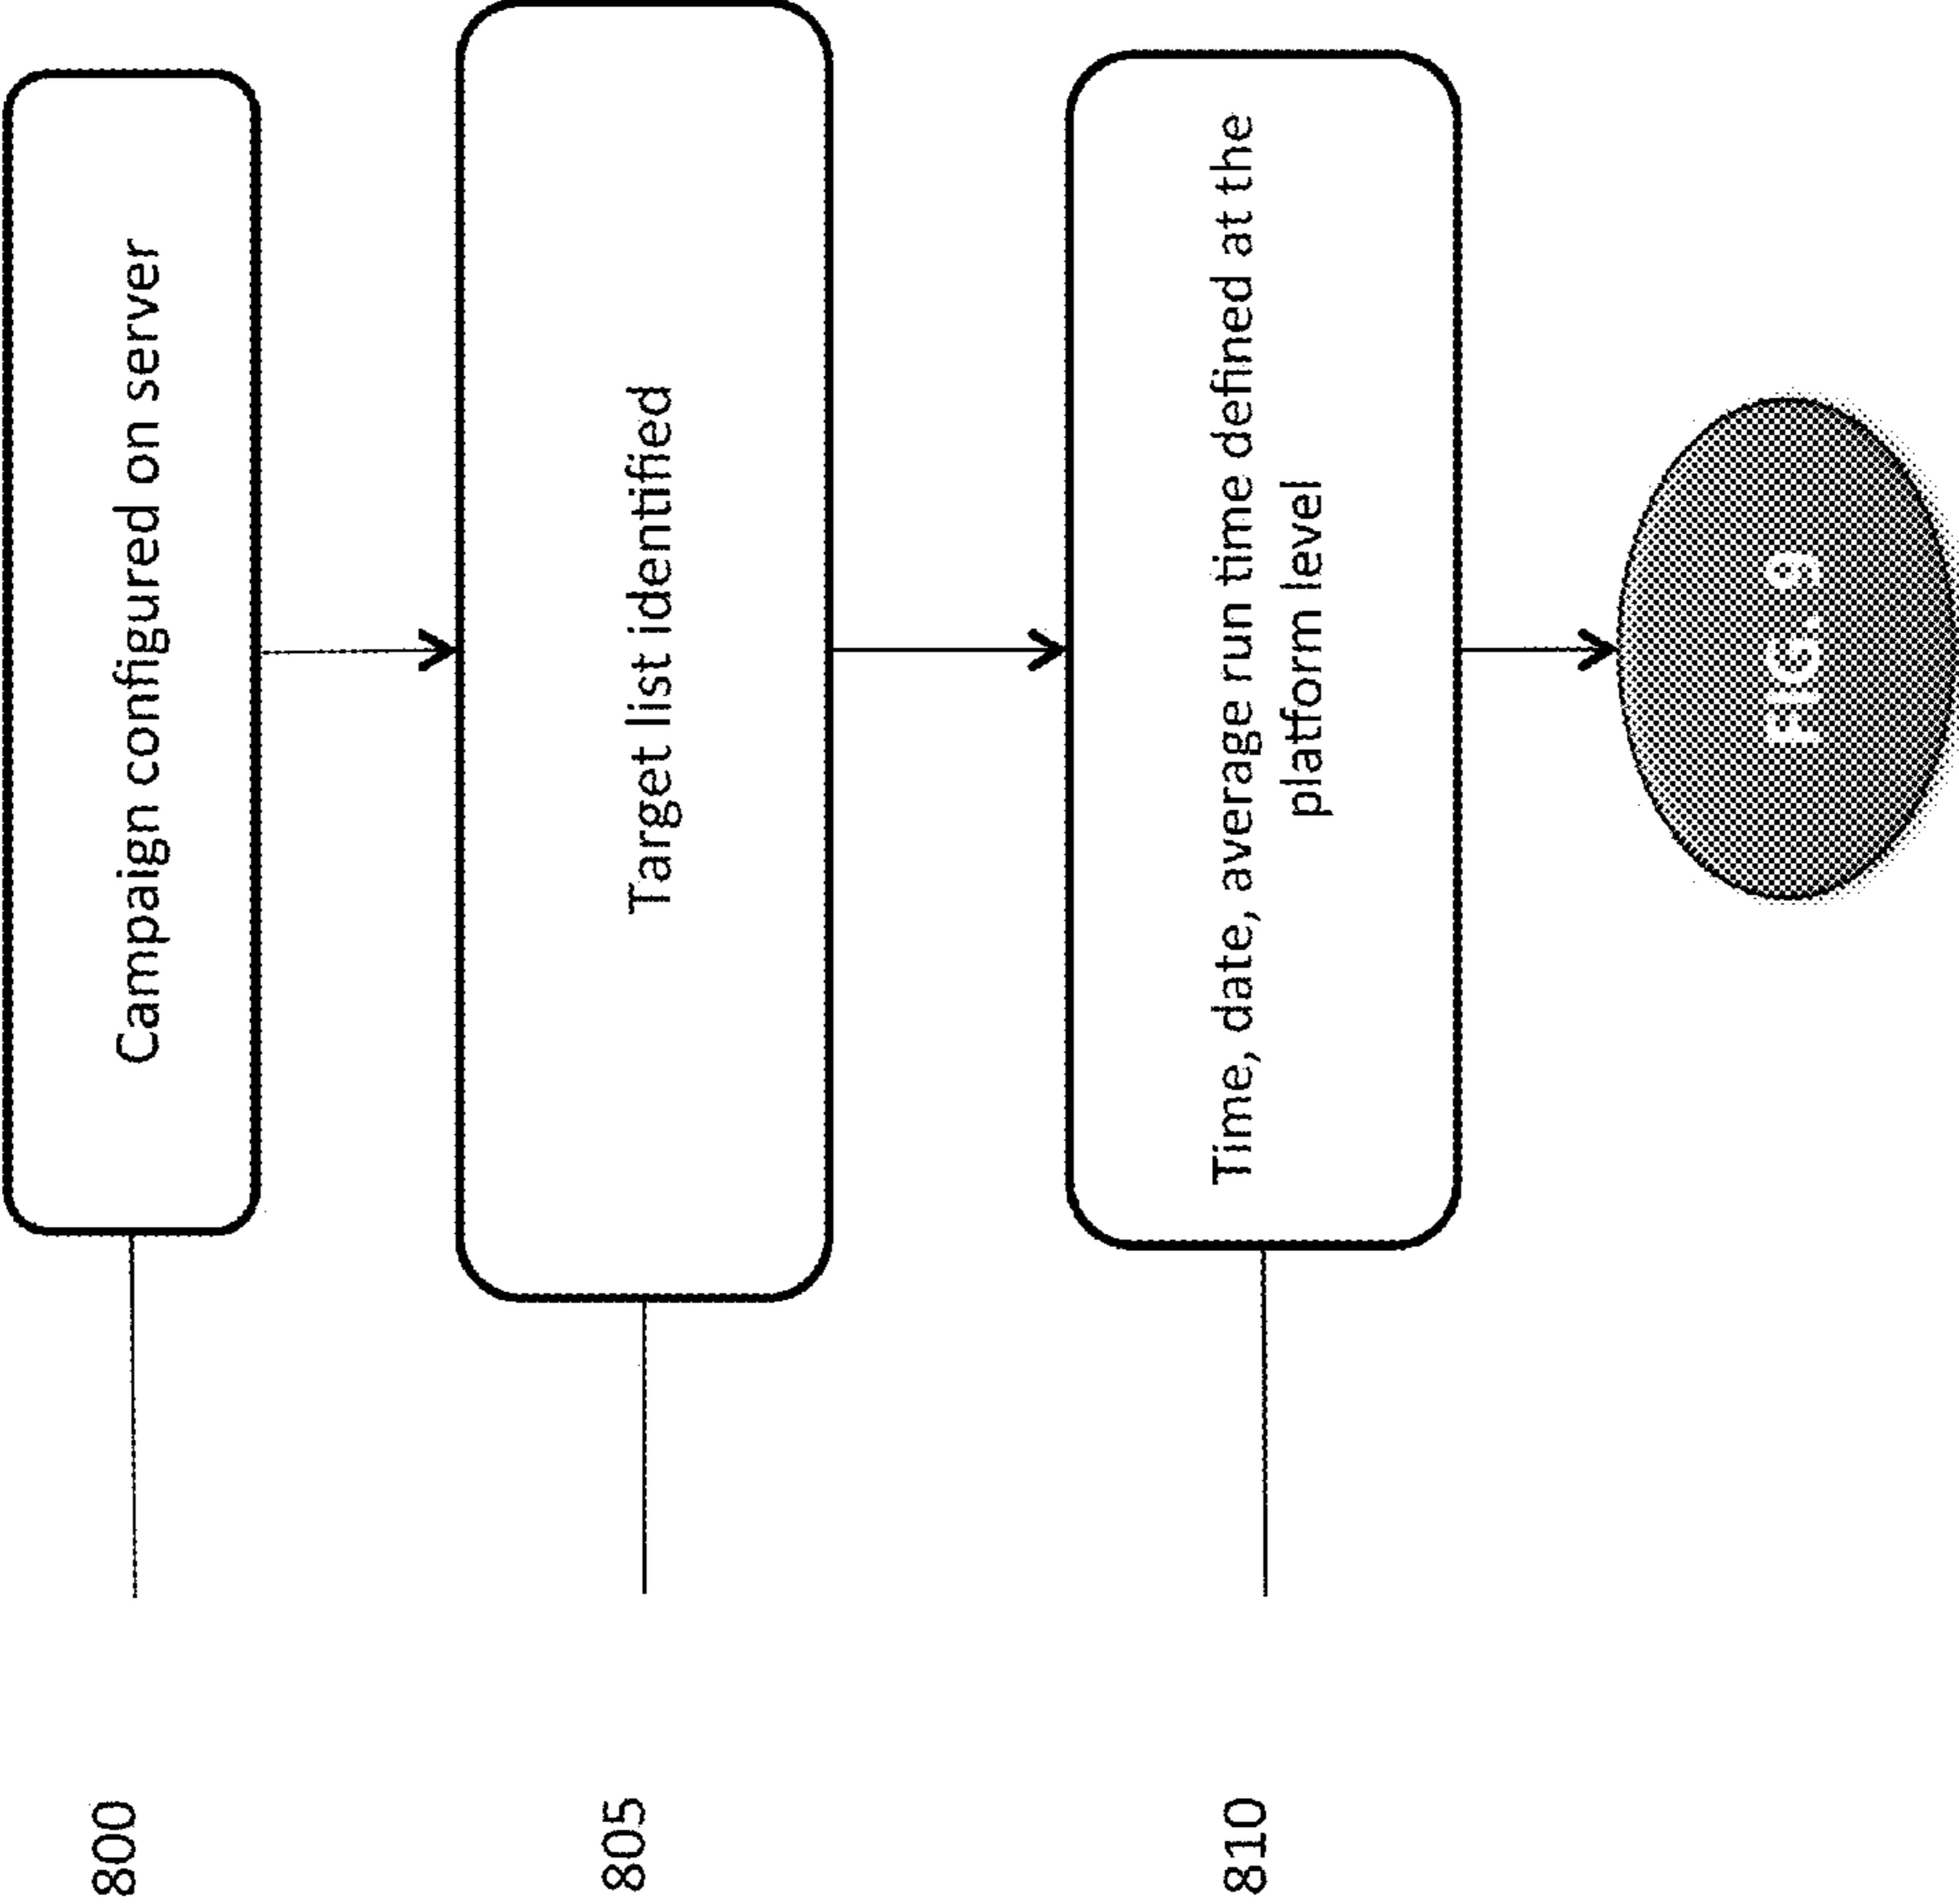 800
Campaign configured on server
805
Target list identified
810
Time, date, average run time defined at the
platform level
FIG. 9